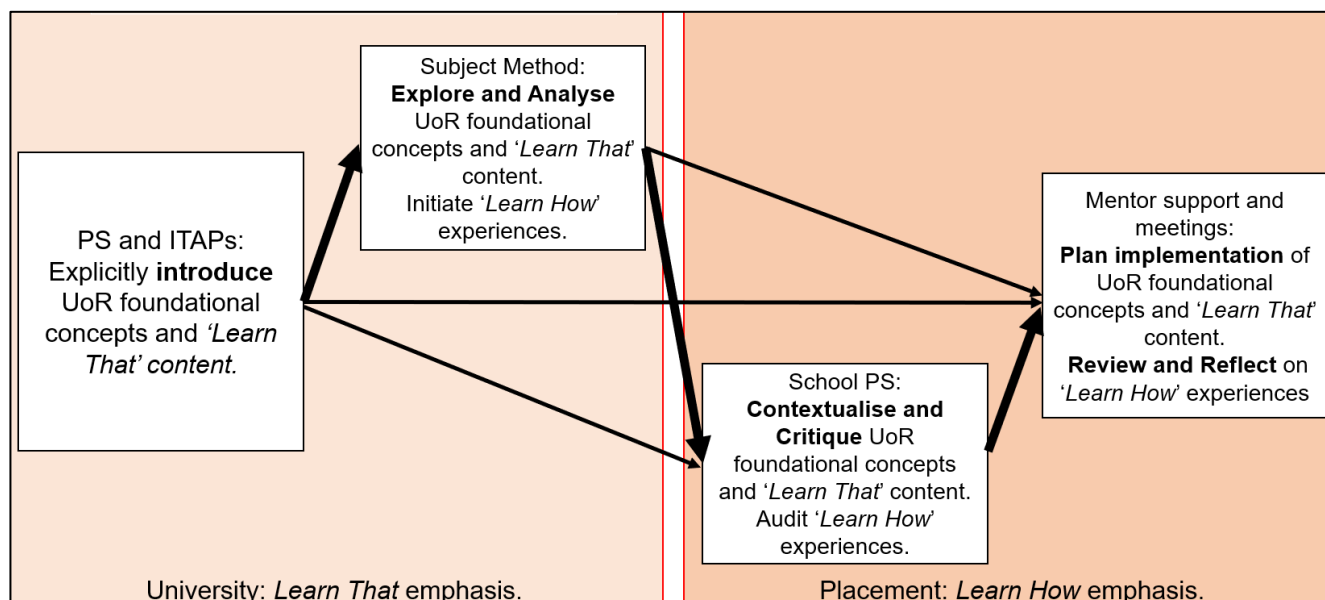 PS and ITAPs:
Explicitly introduce
UoR foundational
concepts and ‘Learn
That’ content.
Subject Method:
Explore and Analyse
UoR foundational
concepts and ‘Learn That’
content.
Initiate ‘Learn How’
experiences.
School PS:
Contextualise and
Critique UoR
foundational concepts
and ‘Learn That’ content.
Audit ‘Learn How’
experiences.
Mentor support and
meetings:
Plan implementation of
UoR foundational
concepts and ‘Learn That’
content.
Review and Reflect on
‘Learn How’ experiences
University: Learn That emphasis.
Placement: Learn How emphasis.